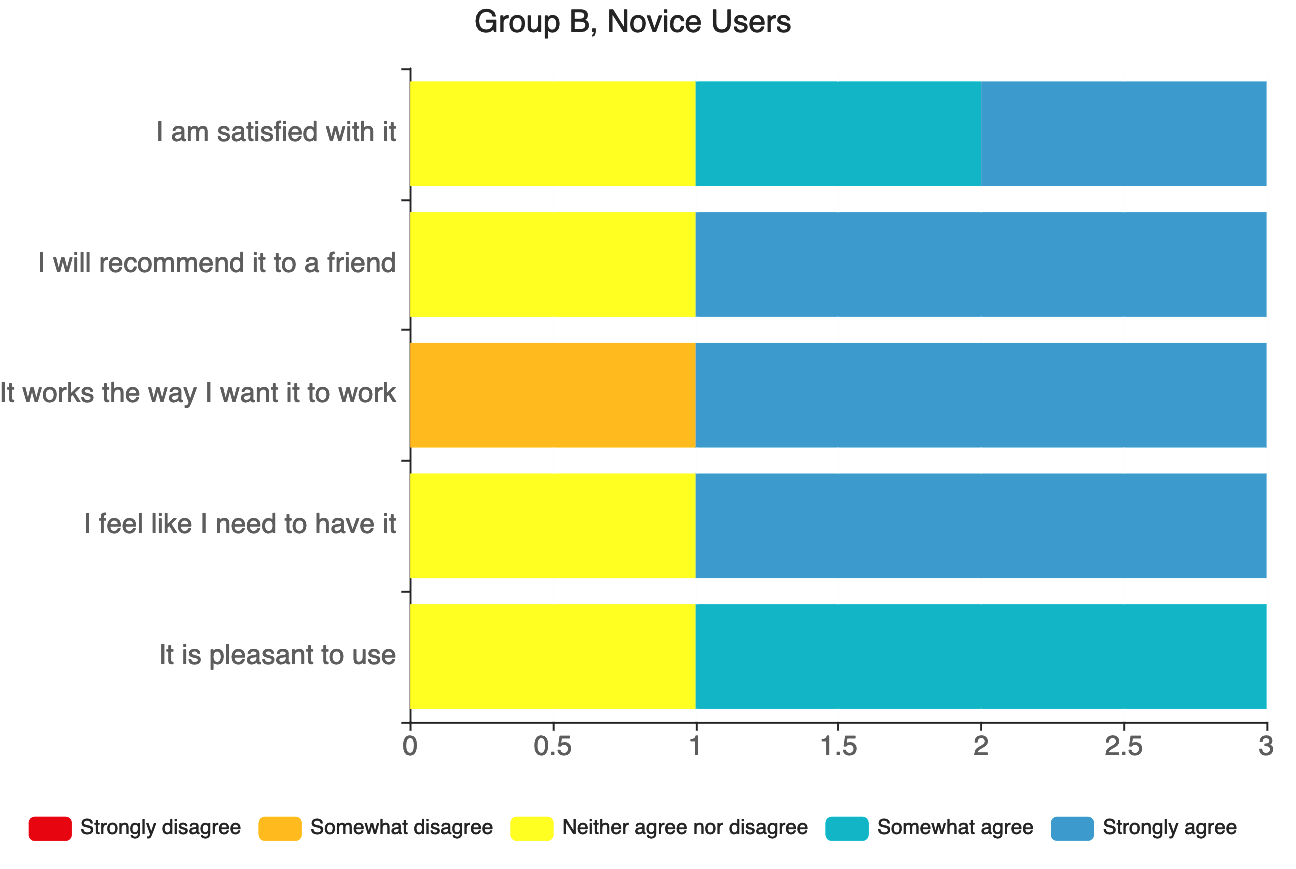 Group B, Novice Users
I am satisfied with it
I will recommend it to a friend
It works the way I want it to work
I feel like I need to have it
It is pleasant to use
0 0.5 1 1.5 2 2.5 3
Strongly disagree Somewhat disagree Neither agree nor disagree Somewhat agree Strongly agree